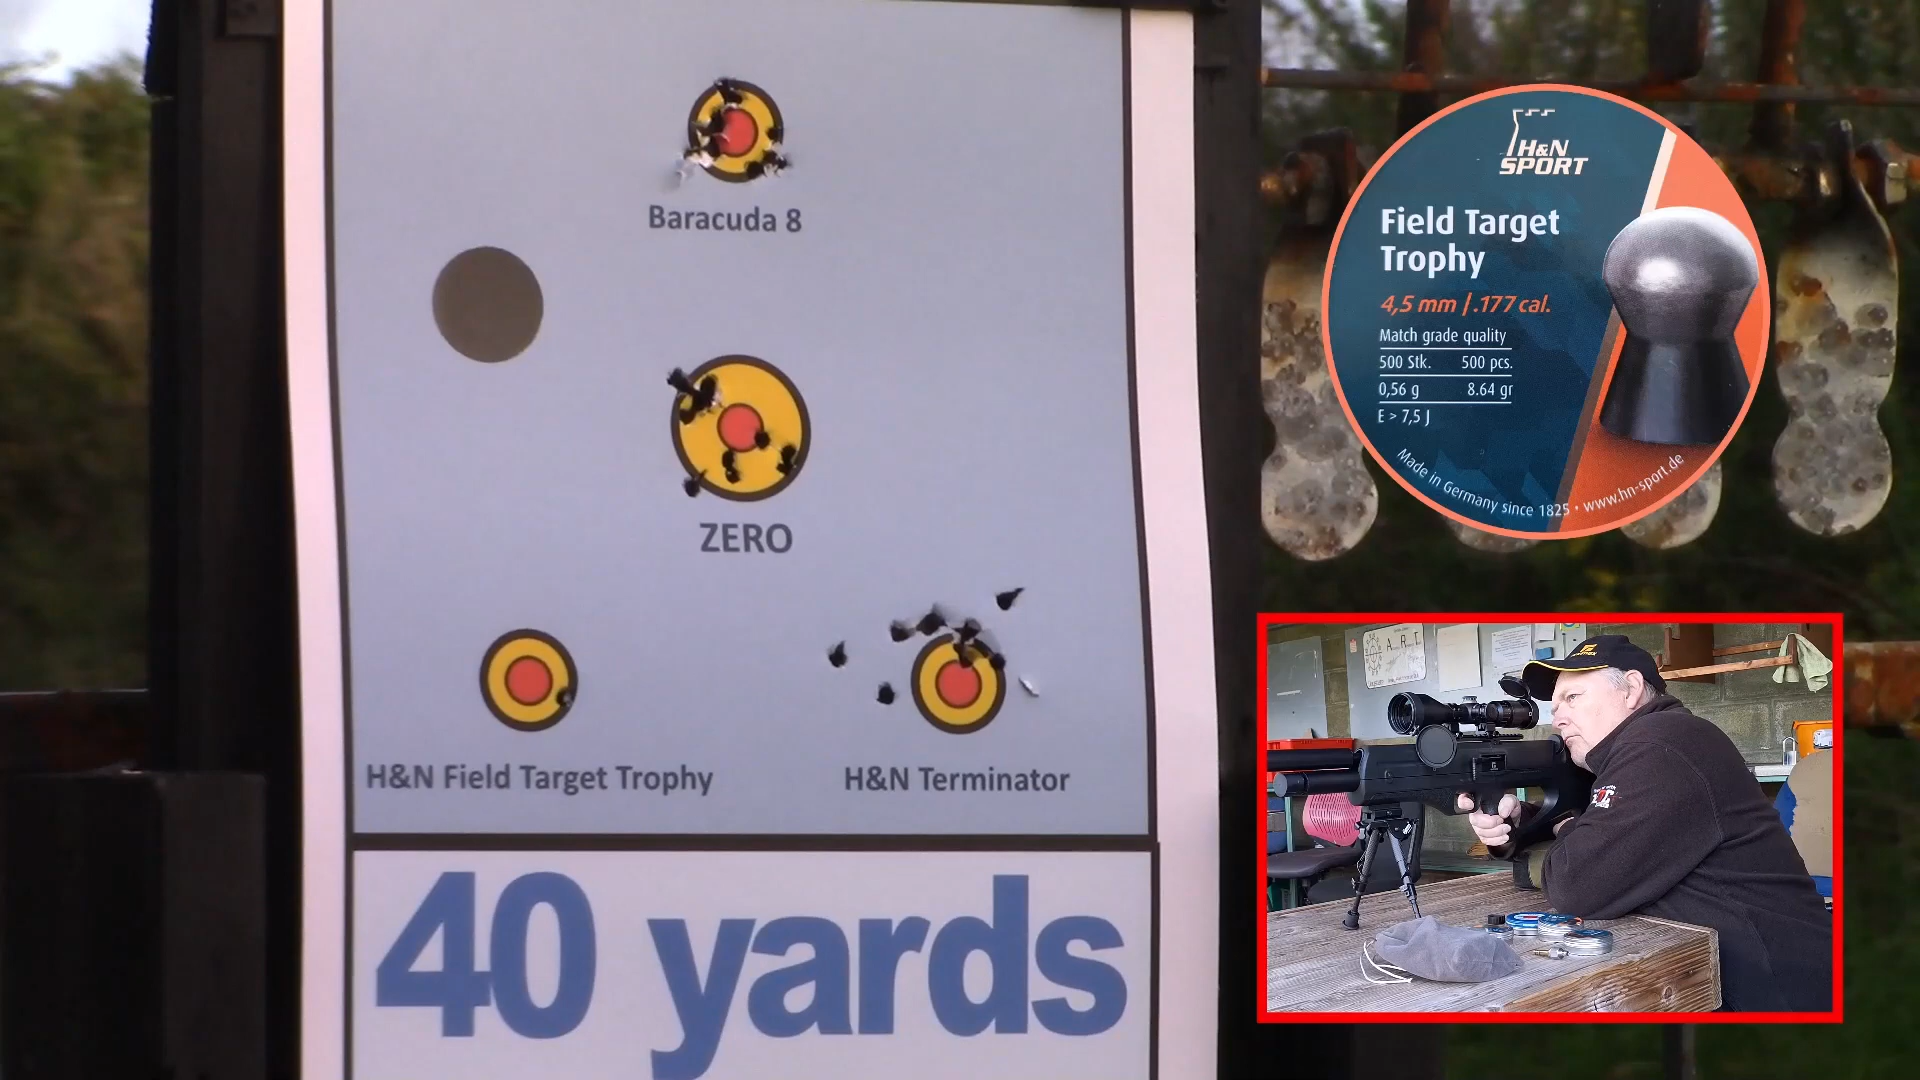 Baracuda 8
ZERO
H&N Field Target Trophy
H&N Terminator
40 yards
H&N
SPORT
Field Target
Trophy
4,5 mm | .177 cal.
Match grade quality
500 Stk. 500 pcs.
0,56 g 8.64 gr
E > 7,5 J
Made in Germany since 1825 • www.hn-sport.de
A R C